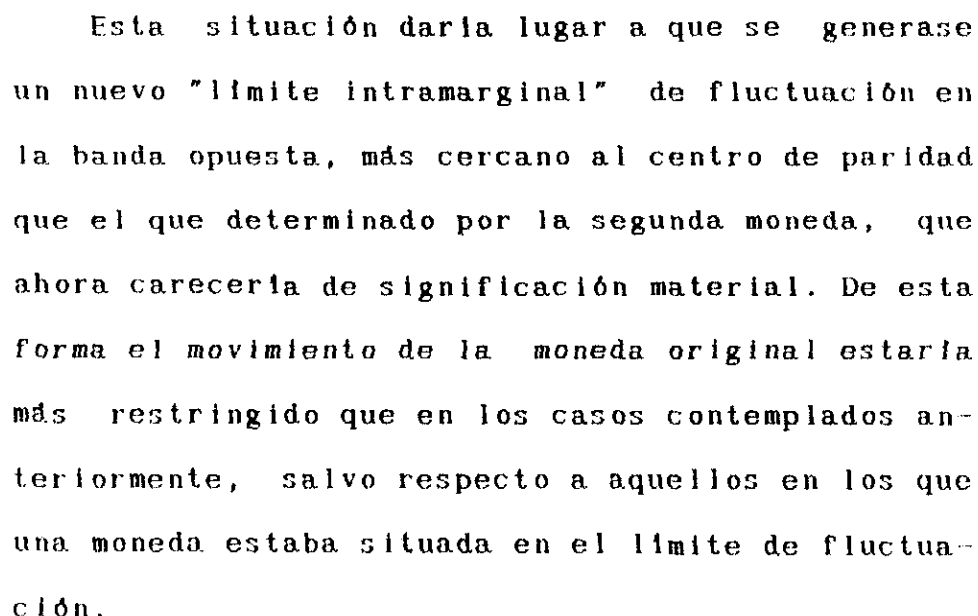 Esta situación daría lugar a que se generase
un nuevo "límite intramarginal" de fluctuación en
la banda opuesta, más cercano al centro de paridad
que el que determinado por la segunda moneda, que
ahora carecería de significación material. De esta
forma el movimiento de la moneda original estaría
más restringido que en los casos contemplados an-
teriormente, salvo respecto a aquellos en los que
una moneda estaba situada en el límite de fluctua-
ción.